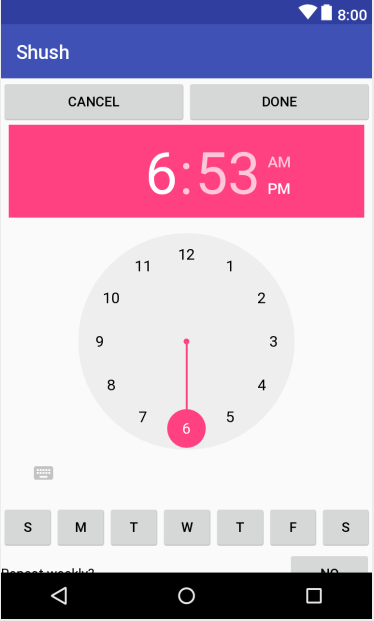 8:00
Shush
CANCEL DONE
6:53 AM
PM
12
11 1
10 2
9 3
8 4
7 5
6
S M T W T F S
Repeat weekly? NO